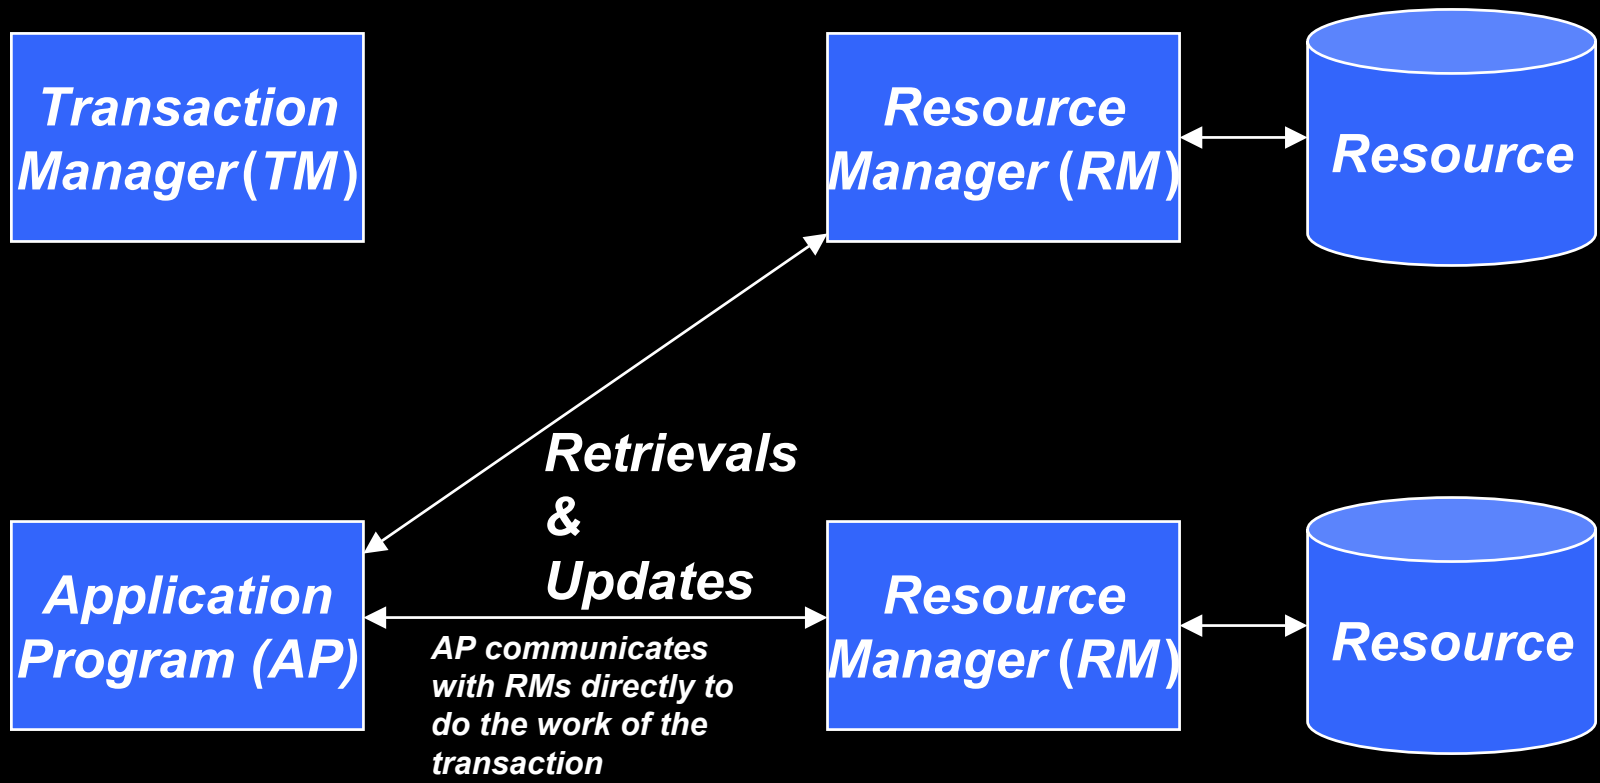 Transaction
Manager (TM)
Resource
Manager (RM)
Resource
Retrievals
&
Updates
Application
Program (AP)
AP communicates
with RMs directly to
do the work of the
transaction
Resource
Manager (RM)
Resource